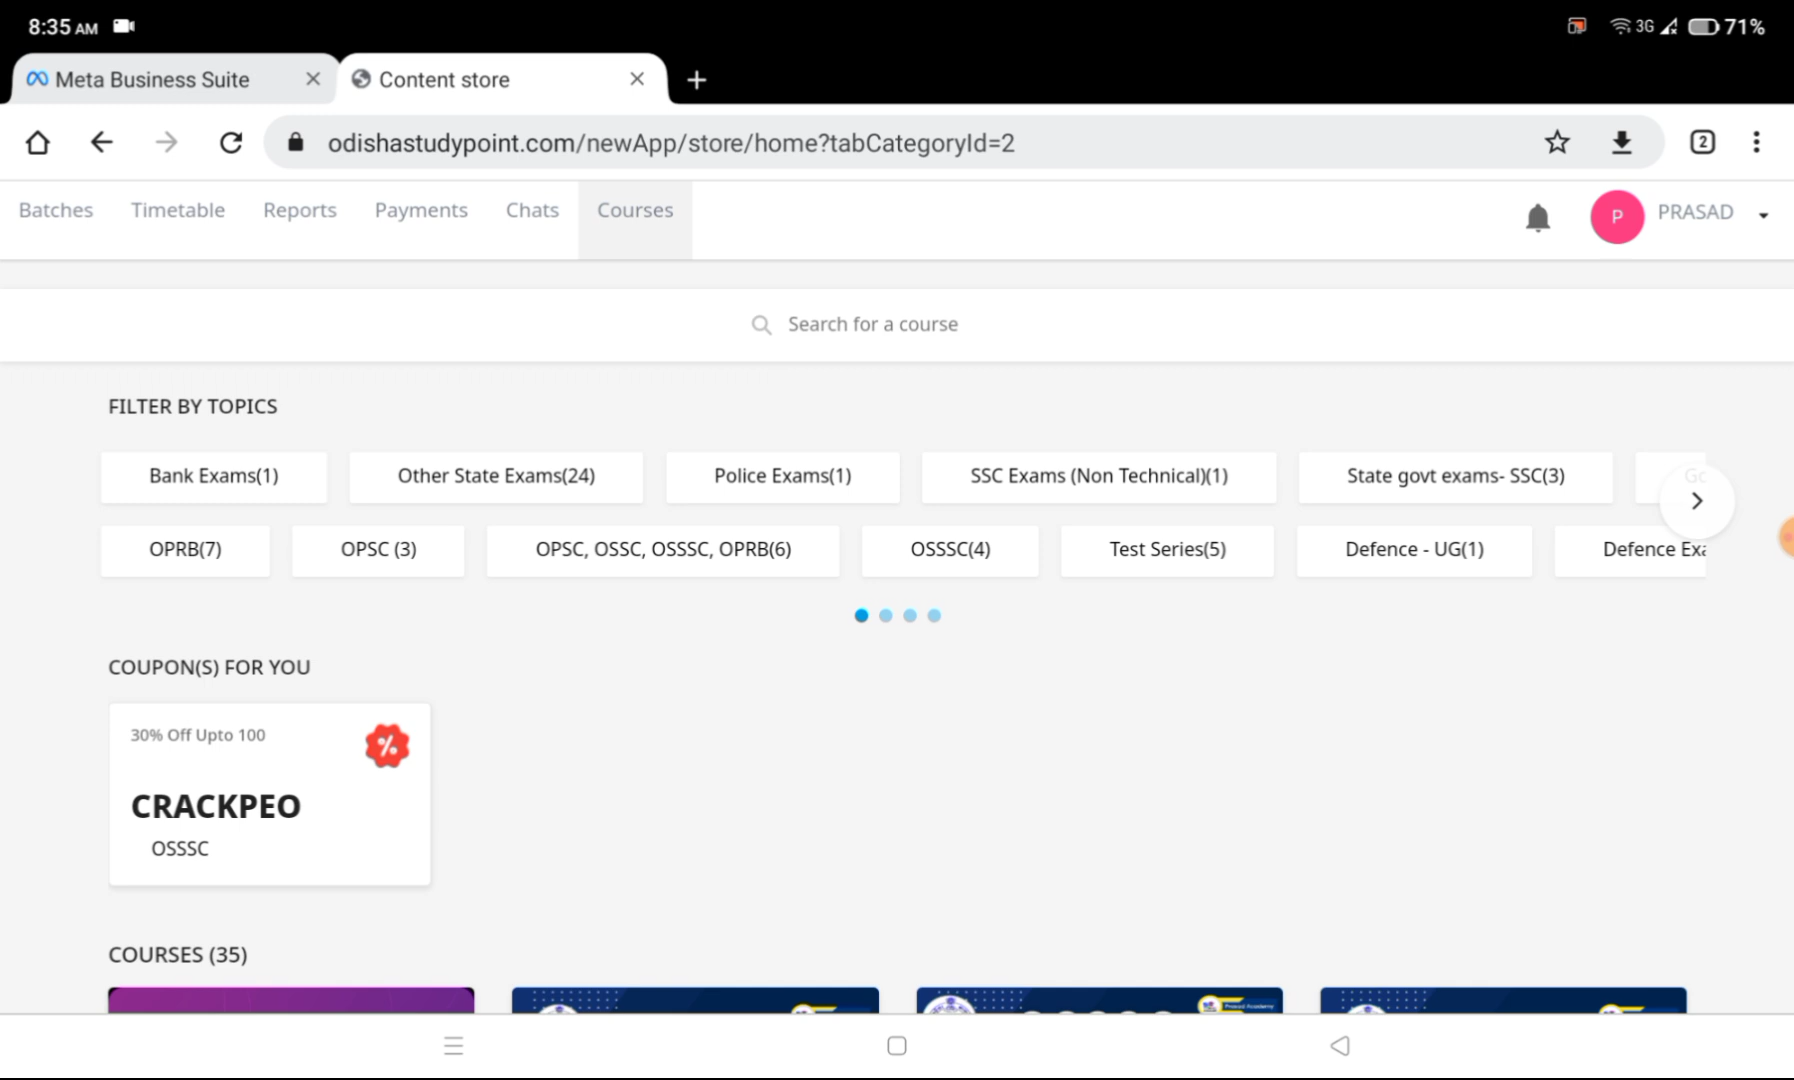 8:35 AM 3G 71%
Meta Business Suite Content store
odishastudypoint.com/newApp/store/home?tabCategoryId=2 2
Batches Timetable Reports Payments Chats Courses P PRASAD
Search for a course
FILTER BY TOPICS
Bank Exams(1) Other State Exams(24) Police Exams(1) SSC Exams (Non Technical)(1) State govt exams- SSC(3) Go
OPRB(7) OPSC (3) OPSC, OSSC, OSSSC, OPRB(6) OSSSC(4) Test Series(5) Defence - UG(1) Defence Exa
COUPON(S) FOR YOU
30% Off Upto 100 %
CRACKPEO
OSSSC
COURSES (35)